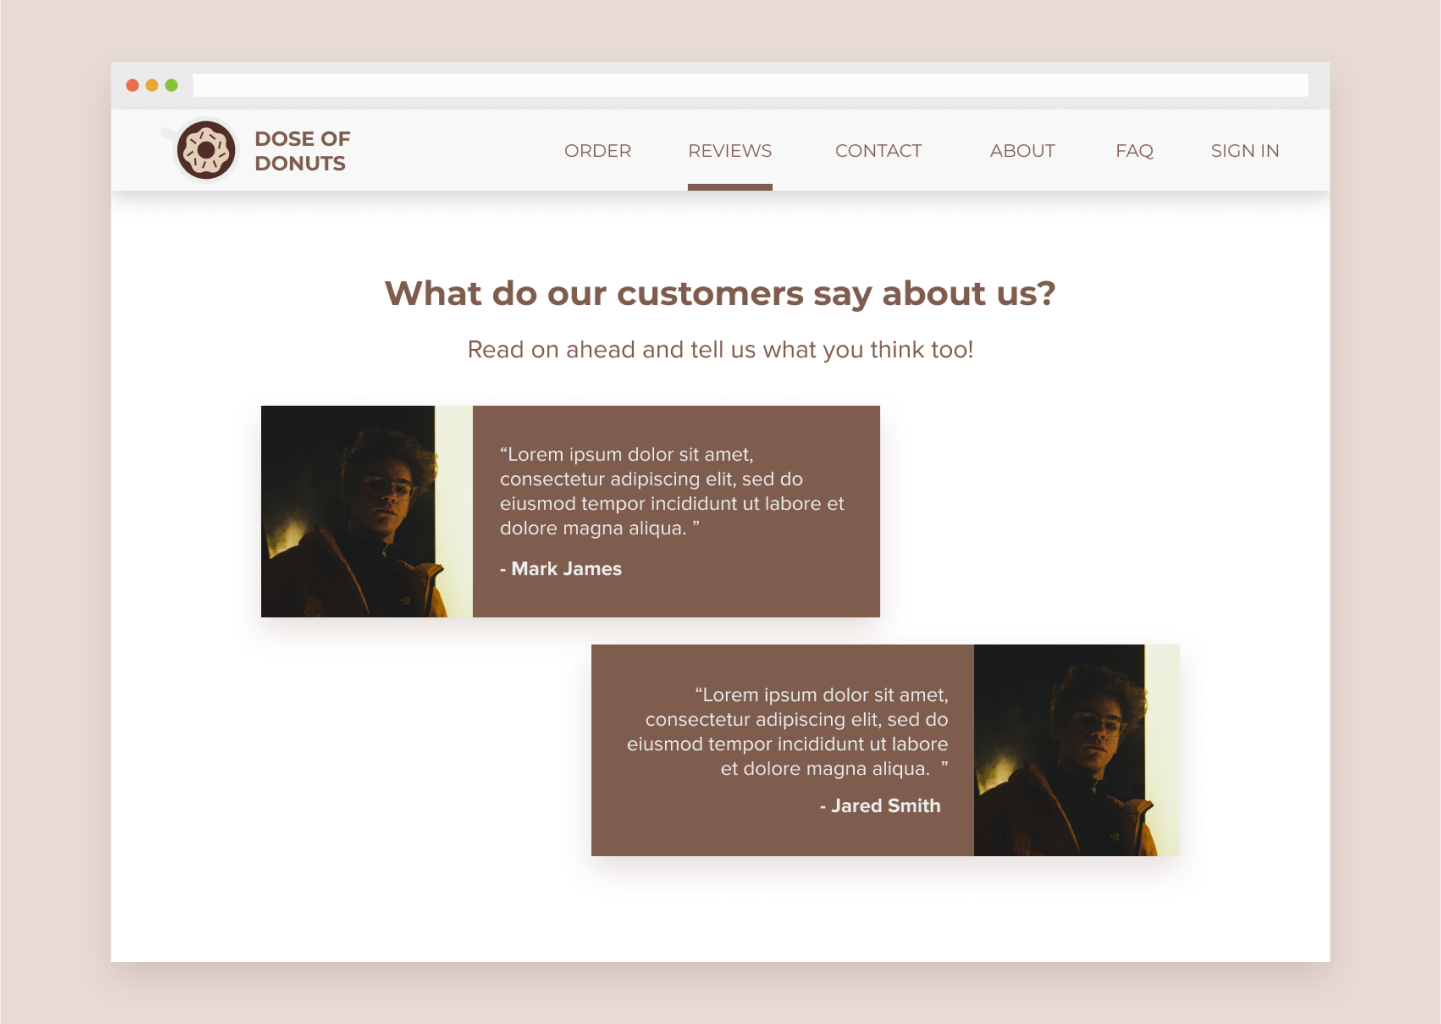 DOSE OF
DONUTS
ORDER
REVIEWS
CONTACT
ABOUT
FAQ
SIGN IN
What do our customers say about us?
Read on ahead and tell us what you think too!
“Lorem ipsum dolor sit amet,
consectetur adipiscing elit, sed do
eiusmod tempor incididunt ut labore et
dolore magna aliqua. ”
- Mark James
“Lorem ipsum dolor sit amet,
consectetur adipiscing elit, sed do
eiusmod tempor incididunt ut labore
et dolore magna aliqua.  ”
- Jared Smith